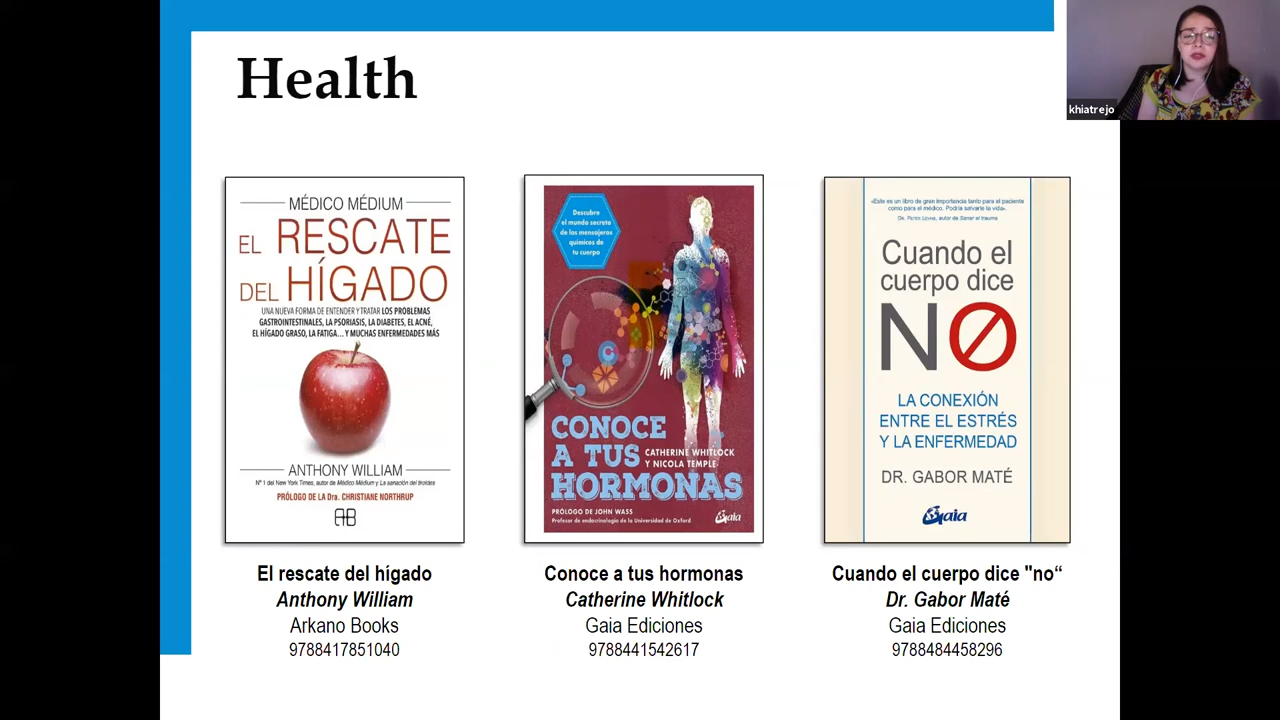 Health
khiatrejo
MÉDICO MÉDIUM
EL RESCATE
DEL HÍGADO
UNA NUEVA FORMA DE ENTENDER Y TRATAR LOS PROBLEMAS
GASTROINTESTINALES, LA PSORIASIS, LA DIABETES, EL ACNÉ,
EL HÍGADO GRASO, LA FATIGA... Y MUCHAS ENFERMEDADES MÁS
ANTHONY WILLIAM
Nº 1 del New York Times, autor de Médico Médium y La sanación del tiroides
PRÓLOGO DE LA Dra. CHRISTIANE NORTHRUP
El rescate del hígado
Anthony William
Arkano Books
9788417851040
Descubre
el mundo secreto
de los mensajeros
químicos de
tu cuerpo
CONOCE
A TUS
HORMONAS
CATHERINE WHITLOCK
Y NICOLA TEMPLE
PRÓLOGO DE JOHN WASS
Profesor de endocrinología de la Universidad de Oxford
Gaia
Conoce a tus hormonas
Catherine Whitlock
Gaia Ediciones
9788441542617
«Este es un libro de gran importancia tanto para el paciente
como para el médico. Podría salvarte la vida».
Dr. Peter Levine, autor de Sanar el trauma
Cuando el
cuerpo dice
NO
LA CONEXIÓN
ENTRE EL ESTRÉS
Y LA ENFERMEDAD
DR. GABOR MATÉ
Gaia
Cuando el cuerpo dice "no“
Dr. Gabor Maté
Gaia Ediciones
9788484458296